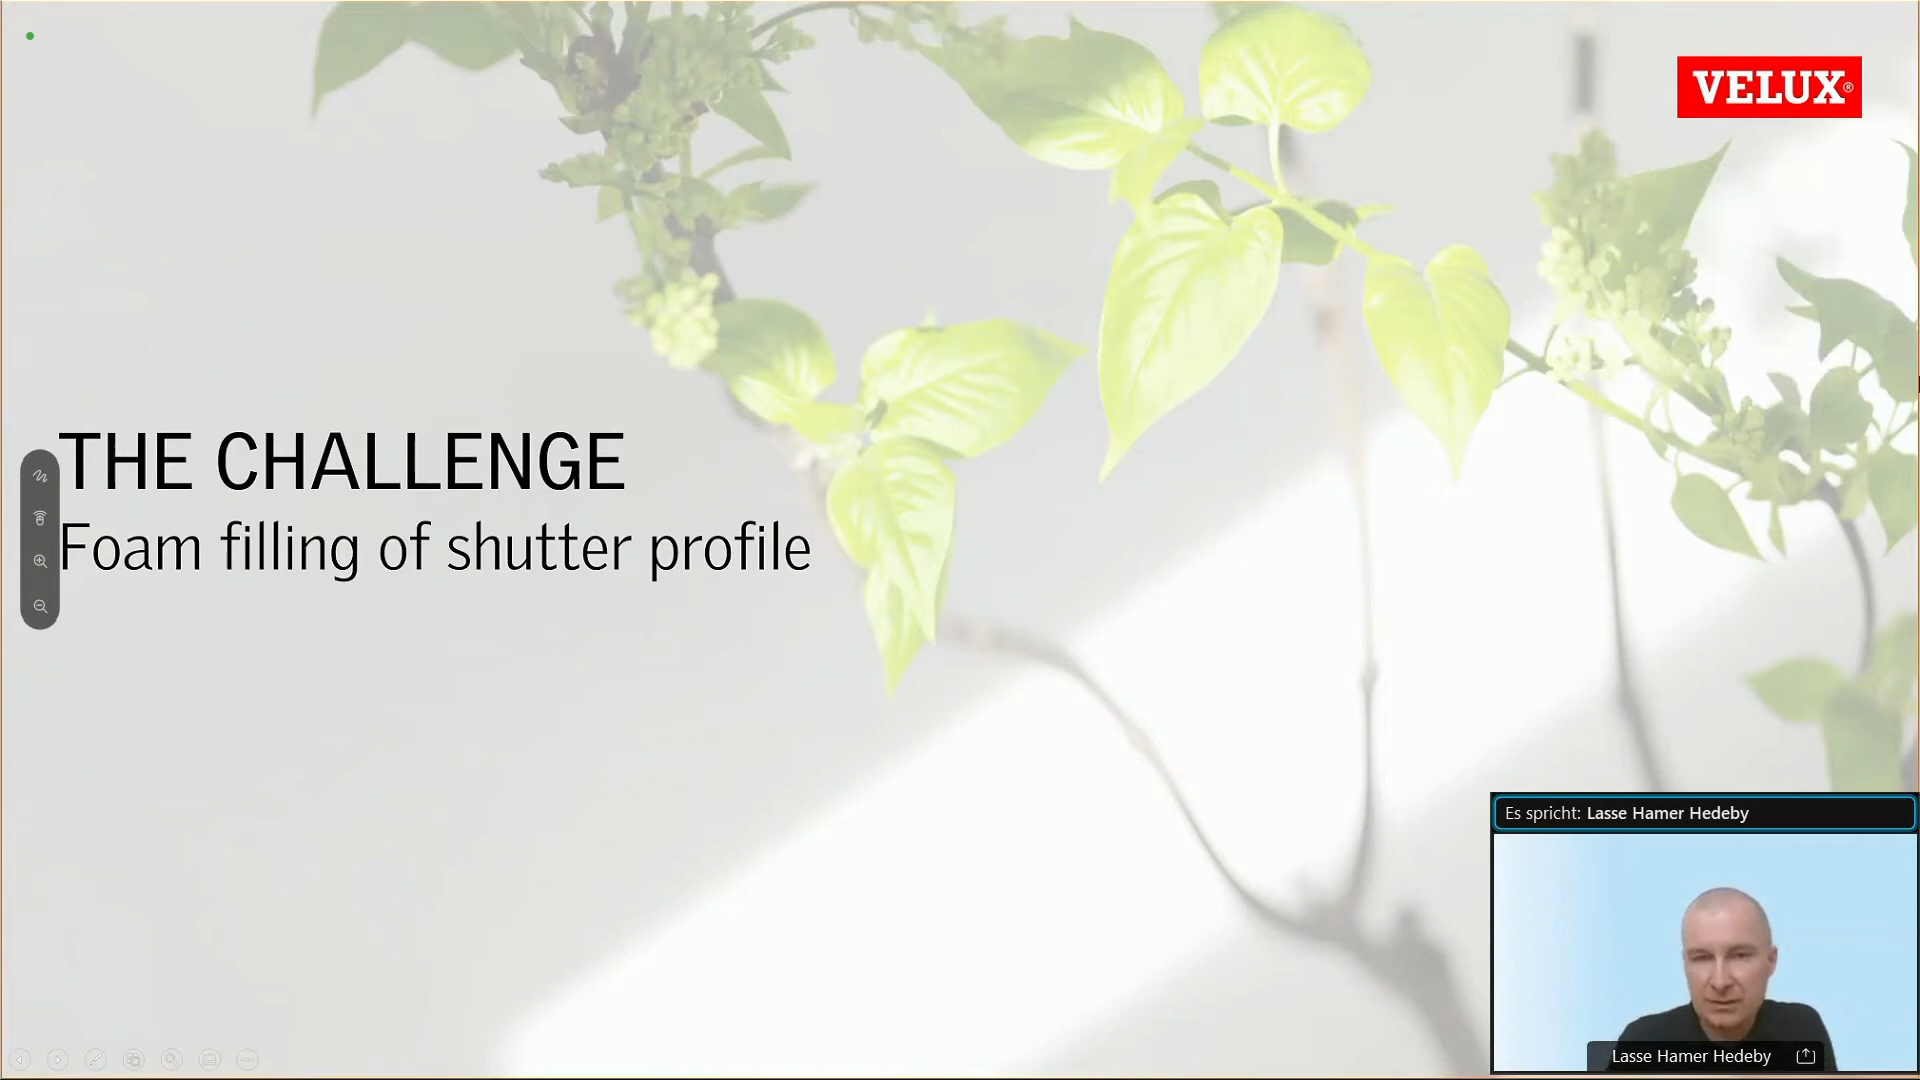 VELUX®
THE CHALLENGE
Foam filling of shutter profile
Es spricht: Lasse Hamer Hedeby
Lasse Hamer Hedeby